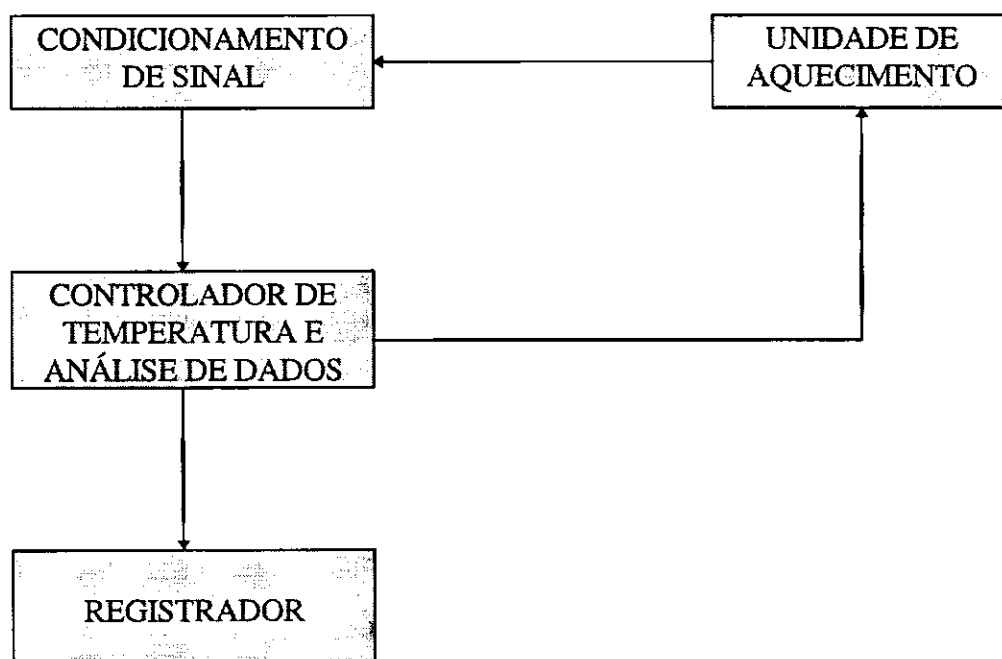 CONDICIONAMENTO
DE SINAL
UNIDADE DE
AQUECIMENTO
CONTROLADOR DE
TEMPERATURA E
ANÁLISE DE DADOS
REGISTRADOR